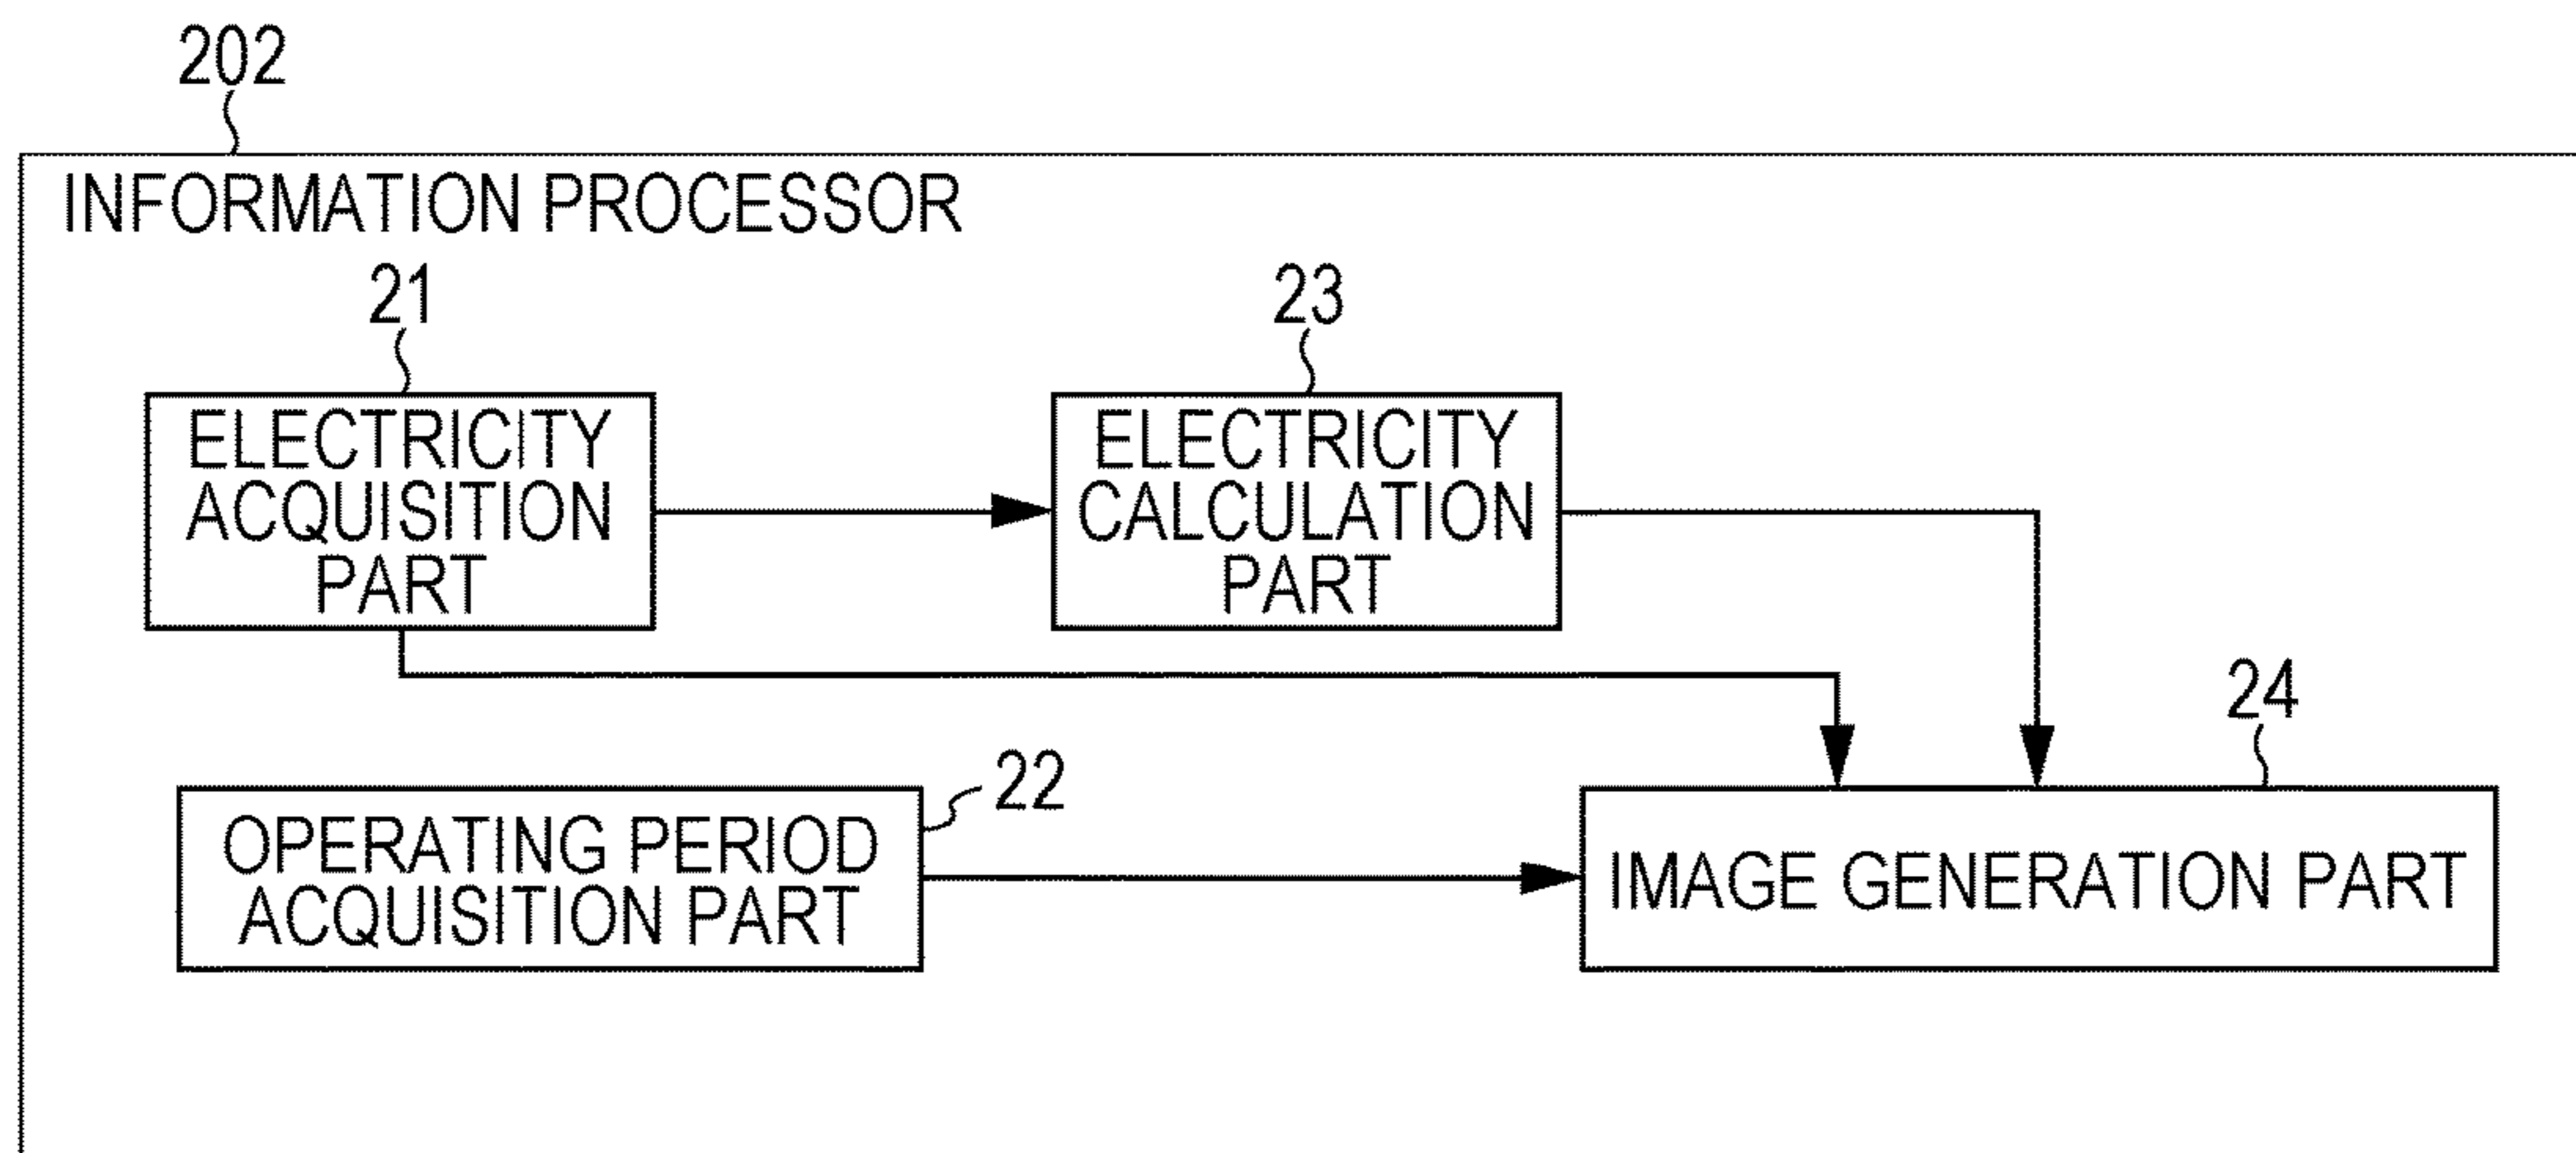 202
INFORMATION PROCESSOR
21
23
ELECTRICITY
ACQUISITION
PART
ELECTRICITY
CALCULATION
PART
24
22
OPERATING PERIOD
ACQUISITION PART
IMAGE GENERATION PART